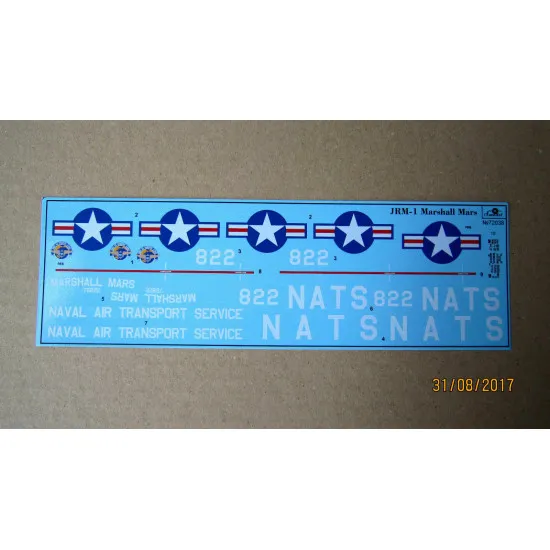 JRM-1 Marshall Mars
№72038
822
822
MARSHALL MARS
MARSHALL MARS
822
NATS
822
NATS
NAVAL AIR TRANSPORT SERVICE
NAVAL AIR TRANSPORT SERVICE
NATS
NATS
31/08/2017